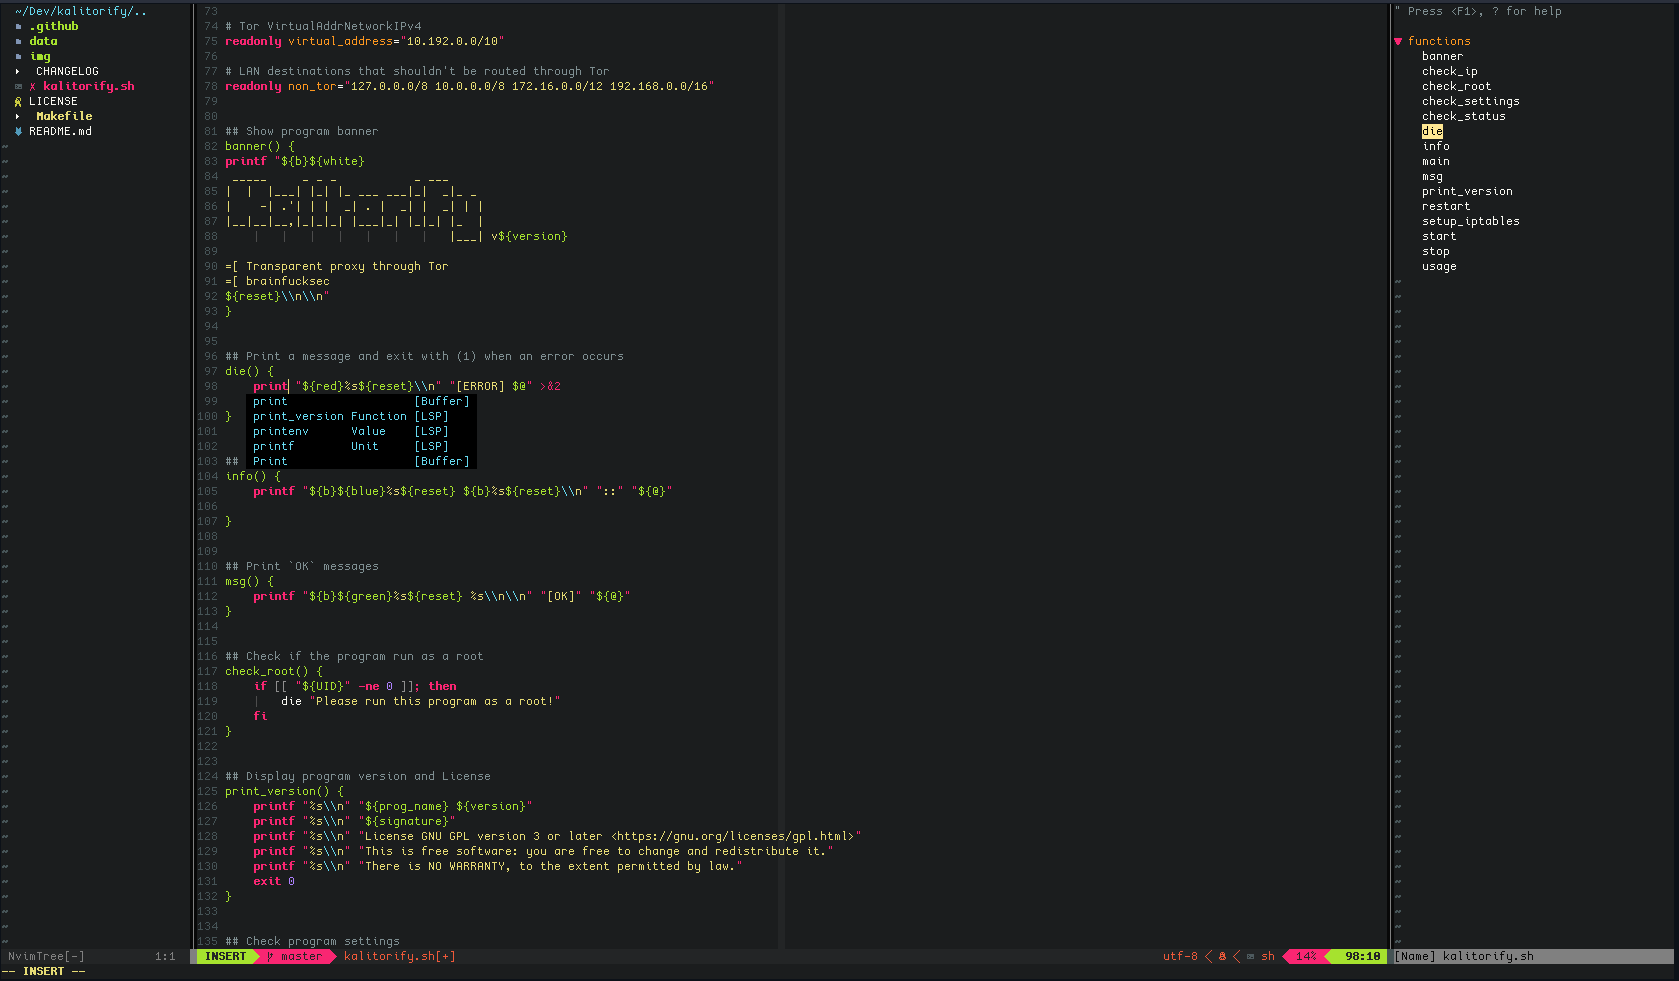 ~/Dev/kalitorify/..
.github
data
img
CHANGELOG
✗ kalitorify.sh
LICENSE
Makefile
README.md
73
74 # Tor VirtualAddrNetworkIPv4
75 readonly virtual_address="10.192.0.0/10"
76
77 # LAN destinations that shouldn't be routed through Tor
78 readonly non_tor="127.0.0.0/8 10.0.0.0/8 172.16.0.0/12 192.168.0.0/16"
79
80
81 ## Show program banner
82 banner() {
83 printf "${b}${white}
84  _____     _ _ _           _ ___
85 |  |  |___| |_| |_ ___ ___|_|  _|_ _
86 |    -| .'| | |  _| . |  _| |  _| | |
87 |__|__|__,|_|_|_| |___|_| |_|_| |_  |
88     |   |   |   |   |   |   |   |___| v${version}
89
90 =[ Transparent proxy through Tor
91 =[ brainfucksec
92 ${reset}\\n\\n"
93 }
94
95
96 ## Print a message and exit with (1) when an error occurs
97 die() {
98     print "${red}%s${reset}\\n" "[ERROR] $@" >&2
99 print [Buffer]
100 } print_version Function [LSP]
101 printenv Value [LSP]
102 printf Unit [LSP]
103 ## Print [Buffer]
104 info() {
105     printf "${b}${blue}%s${reset} ${b}%s${reset}\\n" "::" "${@}"
106
107 }
108
109
110 ## Print `OK` messages
111 msg() {
112     printf "${b}${green}%s${reset} %s\\n\\n" "[OK]" "${@}"
113 }
114
115
116 ## Check if the program run as a root
117 check_root() {
118     if [[ "${UID}" -ne 0 ]]; then
119     |   die "Please run this program as a root!"
120     fi
121 }
122
123
124 ## Display program version and License
125 print_version() {
126     printf "%s\\n" "${prog_name} ${version}"
127     printf "%s\\n" "${signature}"
128     printf "%s\\n" "License GNU GPL version 3 or later <https://gnu.org/licenses/gpl.html>"
129     printf "%s\\n" "This is free software: you are free to change and redistribute it."
130     printf "%s\\n" "There is NO WARRANTY, to the extent permitted by law."
131     exit 0
132 }
133
134
135 ## Check program settings
" Press <F1>, ? for help
▼ functions
banner
check_ip
check_root
check_settings
check_status
die
info
main
msg
print_version
restart
setup_iptables
start
stop
usage
NvimTree[-] 1:1
INSERT master kalitorify.sh[+] utf-8 sh 14% 98:10
[Name] kalitorify.sh
-- INSERT --